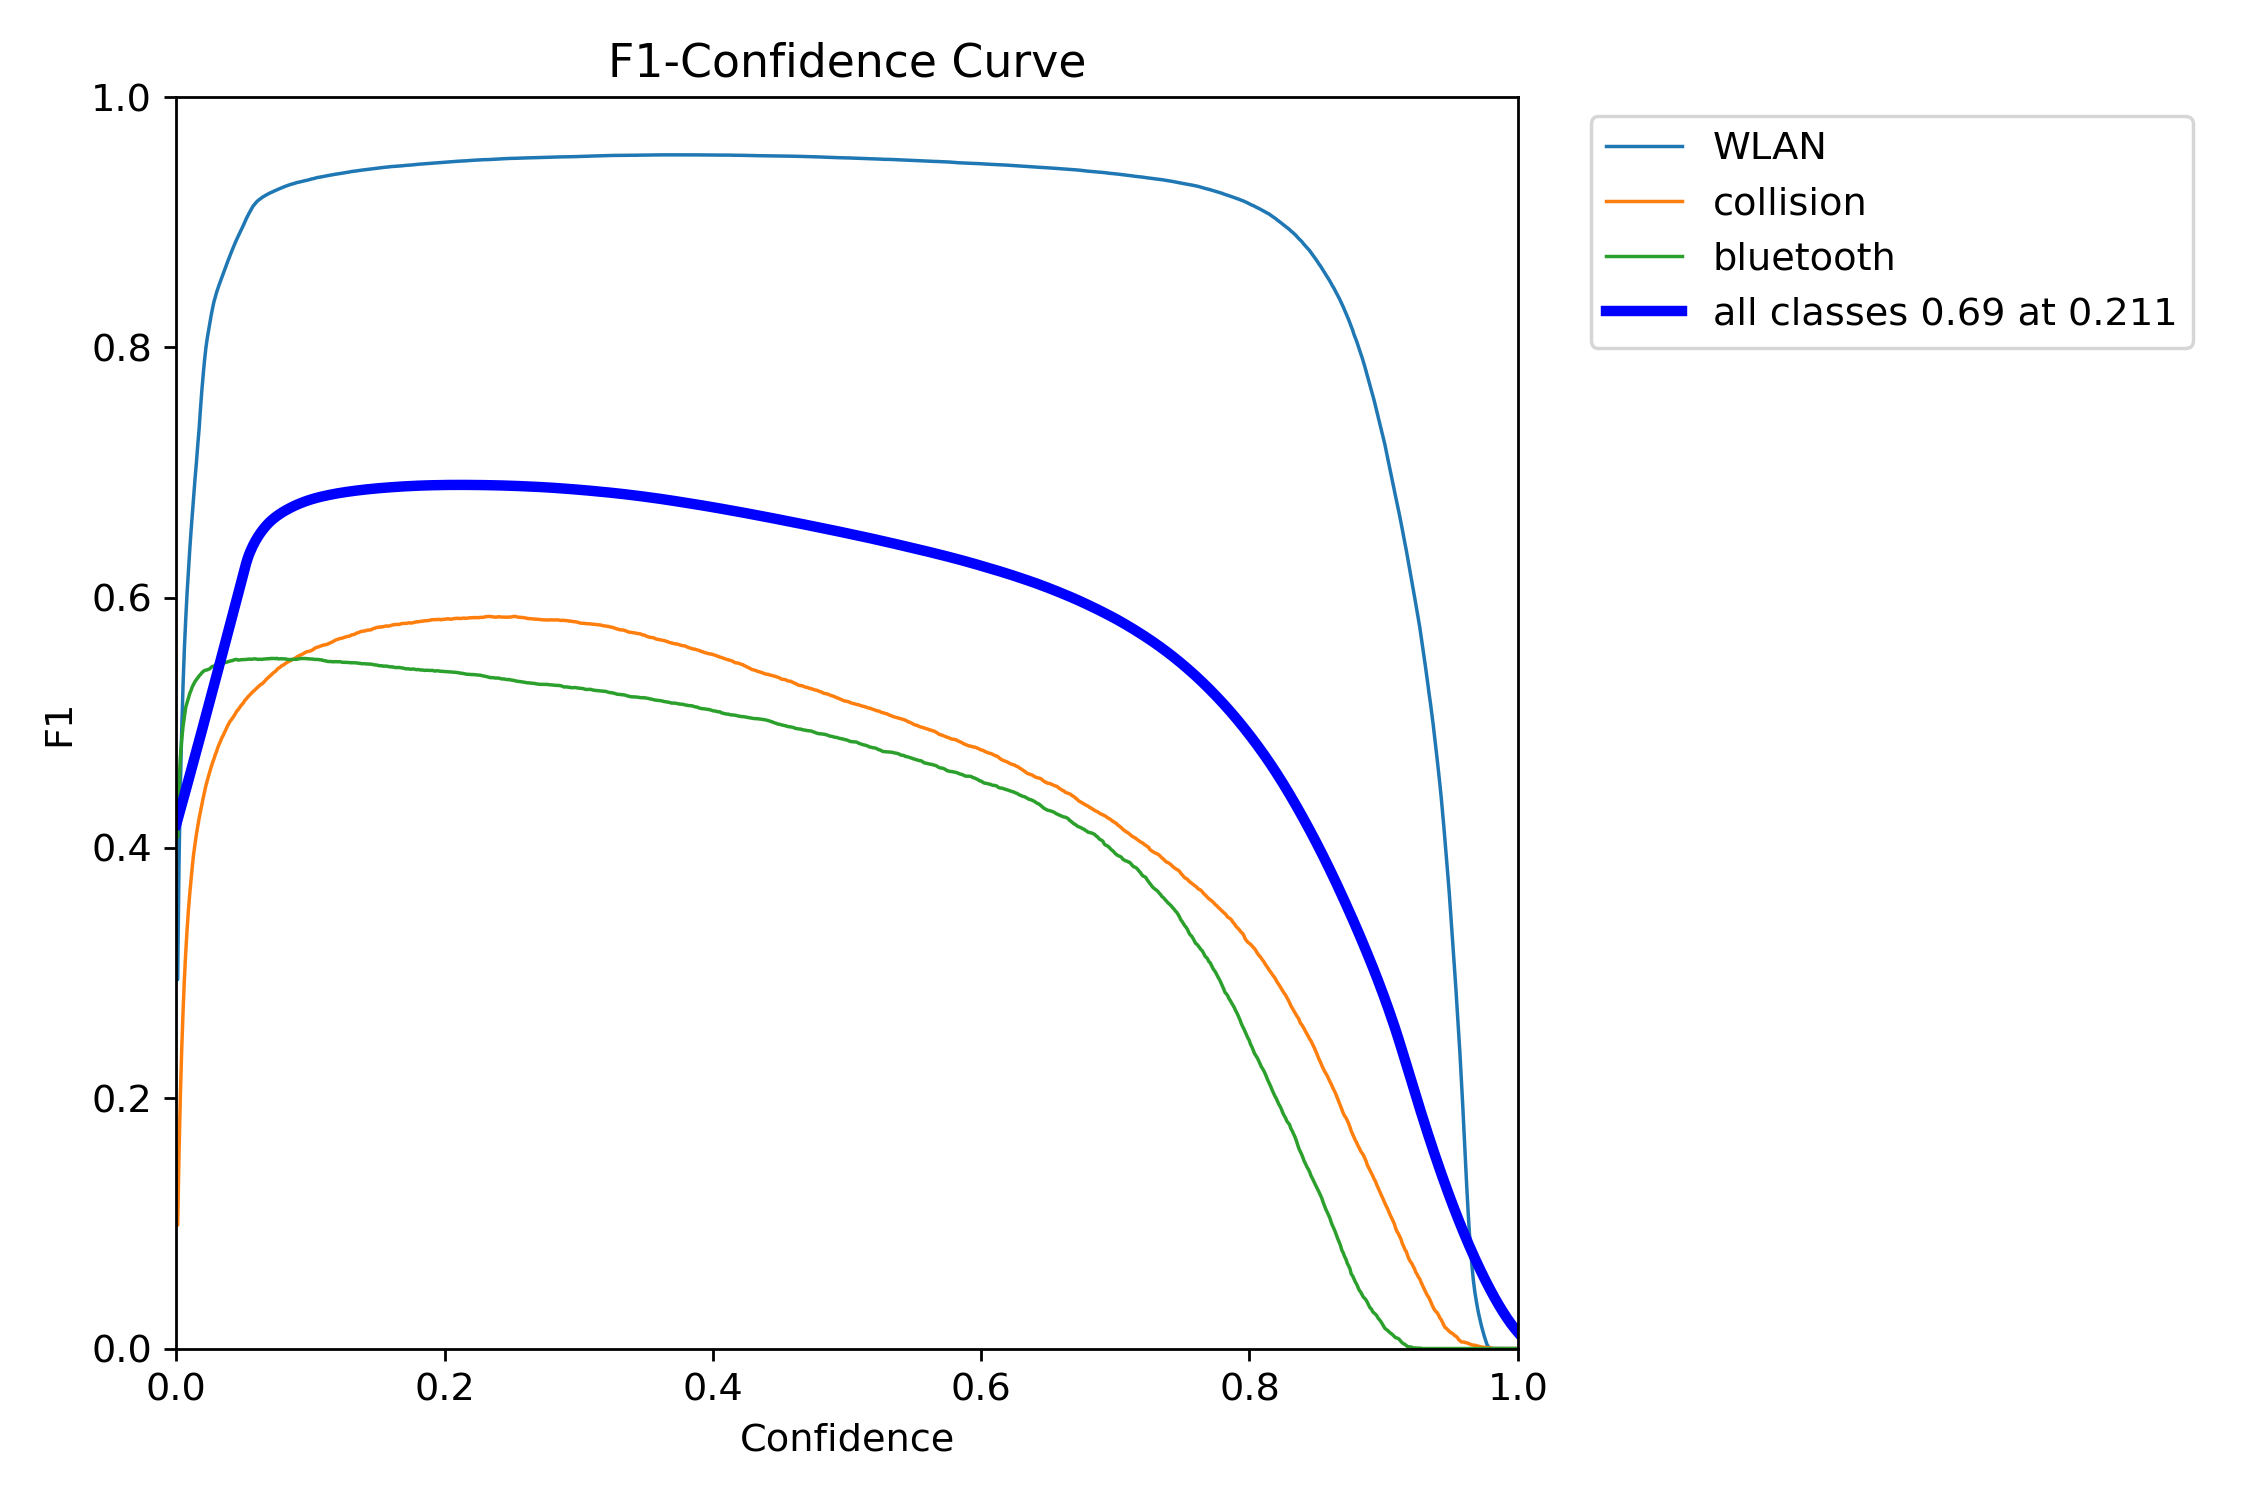 F1-Confidence Curve
1.0
0.8
0.6
0.4
0.2
0.0
F1
0.0 0.2 0.4 0.6 0.8 1.0
Confidence
WLAN
collision
bluetooth
all classes 0.69 at 0.211